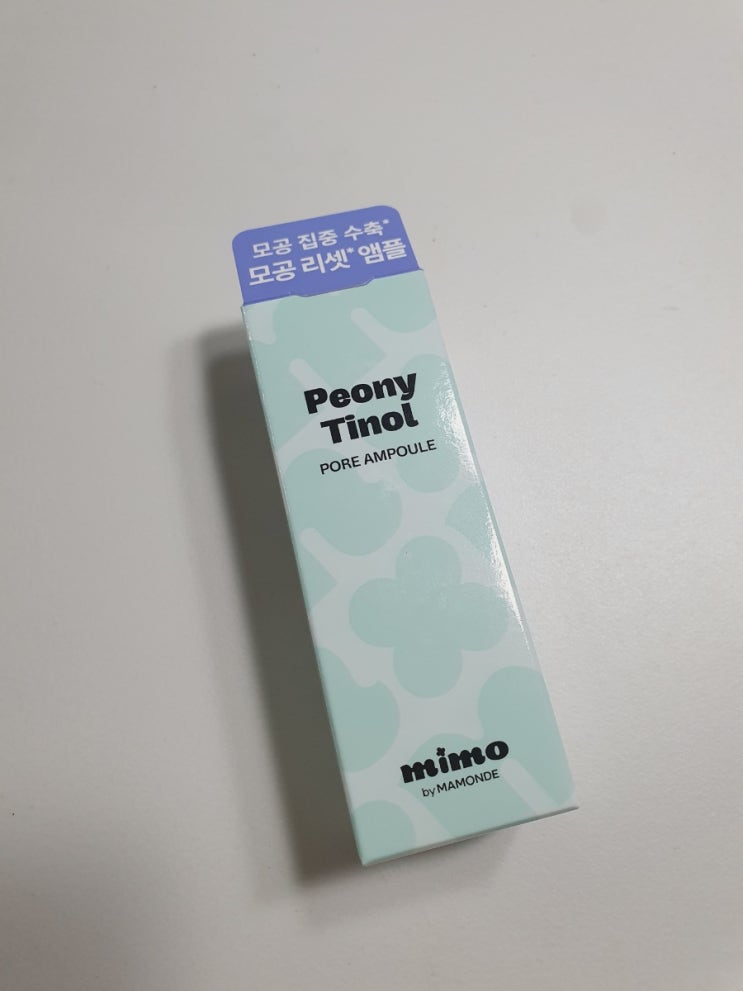 모공 집중 수축*
모공 리셋* 앰플
Peony
Tinol
PORE AMPOULE
mimo
by MAMONDE